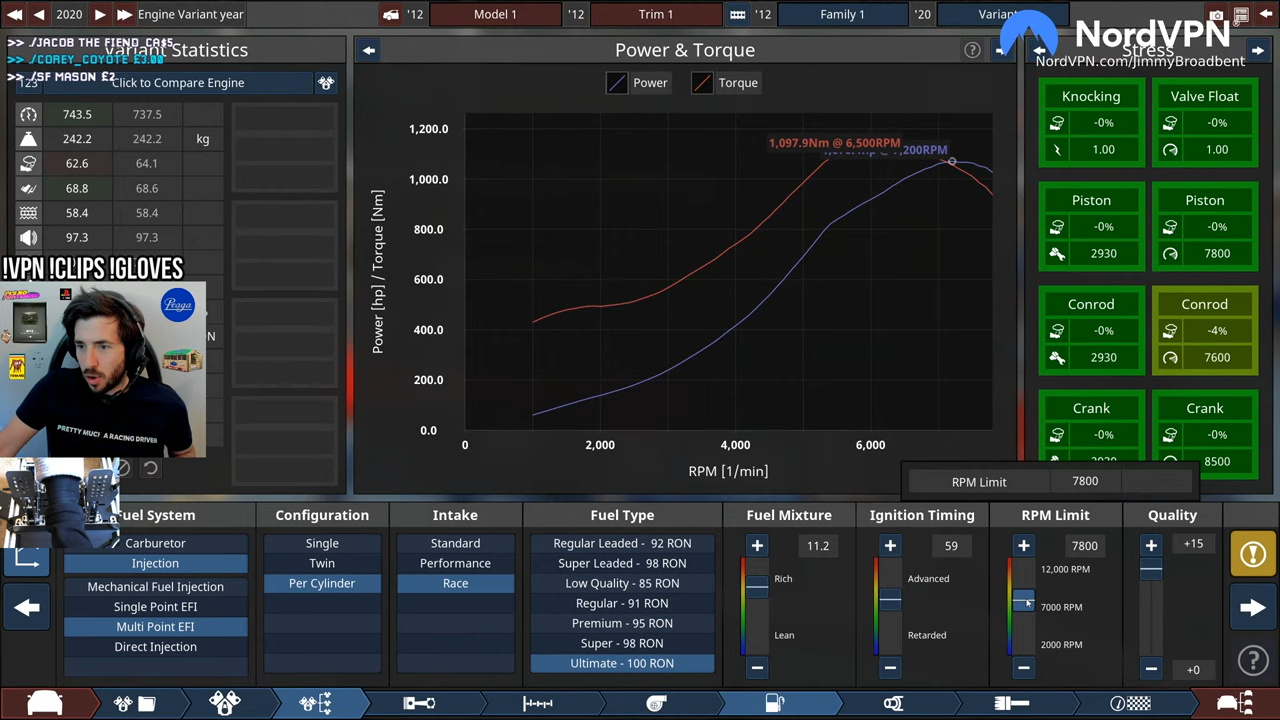 2020 Engine Variant year '12 Model 1 '12 Trim 1 '12 Family 1 '20 Variant
NordVPN
NordVPN.com/JimmyBroadbent
>> ./JACOB THE FIEND CA$5
>> ./COREY_COYOTE £3.00
>> ./SF MASON £2
Variant Statistics
123 Click to Compare Engine
743.5 737.5
242.2 242.2 kg
62.6 64.1
68.8 68.6
58.4 58.4
97.3 97.3
!VPN !CLIPS !GLOVES
Praga
PRETTY MUCH A RACING DRIVER
Power & Torque
Power Torque
1,097.9Nm @ 6,500RPM
1,200.0
1,000.0
800.0
600.0
400.0
200.0
0.0
Power [hp] / Torque [Nm]
0 2,000 4,000 6,000
RPM [1/min]
Stress
Knocking Valve Float
-0% -0%
1.00 1.00
Piston Piston
-0% -0%
2930 7800
Conrod Conrod
-0% -4%
2930 7600
Crank Crank
-0% -0%
8500
RPM Limit 7800
Fuel System
Carburetor
Injection
Mechanical Fuel Injection
Single Point EFI
Multi Point EFI
Direct Injection
Configuration
Single
Twin
Per Cylinder
Intake
Standard
Performance
Race
Fuel Type
Regular Leaded - 92 RON
Super Leaded - 98 RON
Low Quality - 85 RON
Regular - 91 RON
Premium - 95 RON
Super - 98 RON
Ultimate - 100 RON
Fuel Mixture
11.2
Rich
Lean
Ignition Timing
59
Advanced
Retarded
RPM Limit
7800
12,000 RPM
7000 RPM
2000 RPM
Quality
+15
+0